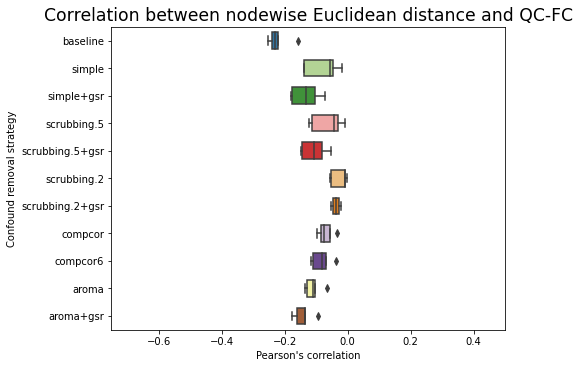 Correlation between nodewise Euclidean distance and QC-FC
Confound removal strategy
baseline
simple
simple+gsr
scrubbing.5
scrubbing.5+gsr
scrubbing.2
scrubbing.2+gsr
compcor
compcor6
aroma
aroma+gsr
−0.6 −0.4 −0.2 0.0 0.2 0.4
Pearson's correlation